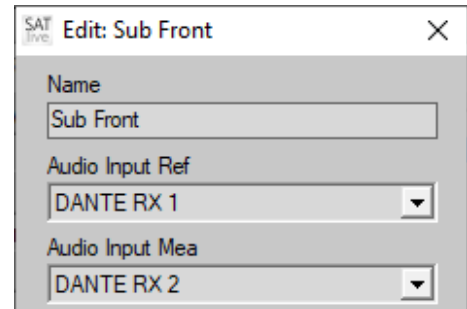 SAT
live
Edit: Sub Front
Name
Sub Front
Audio Input Ref
DANTE RX 1
Audio Input Mea
DANTE RX 2